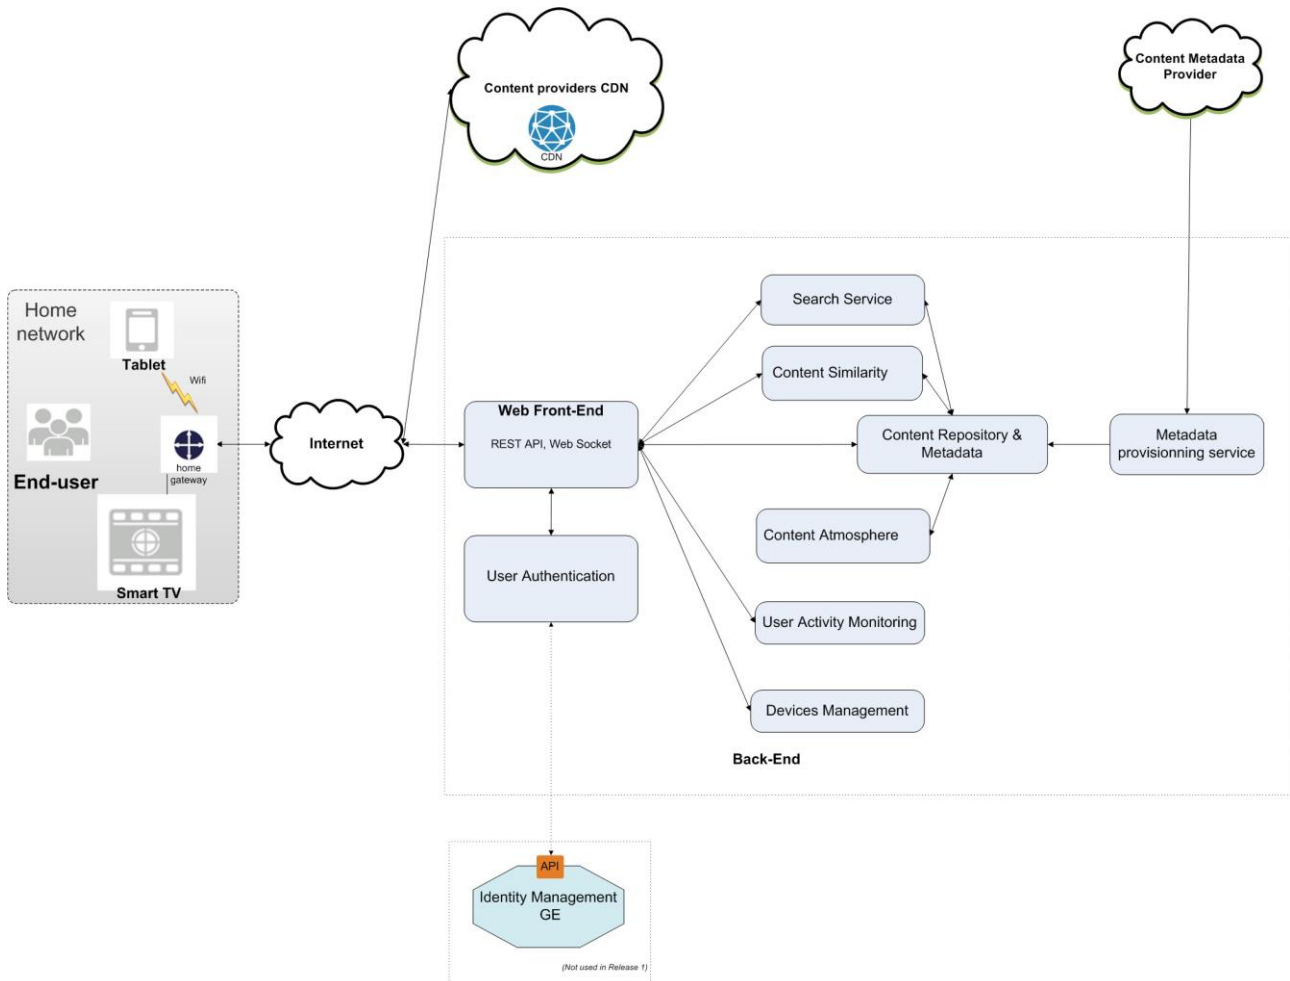 Content providers CDN
CDN
Content Metadata
Provider
Home
network
Tablet
Wifi
End-user
home
gateway
Smart TV
Internet
Web Front-End
REST API, Web Socket
User Authentication
Search Service
Content Similarity
Content Repository &
Metadata
Metadata
provisionning service
Content Atmosphere
User Activity Monitoring
Devices Management
Back-End
API
Identity Management
GE
(Not used in Release 1)